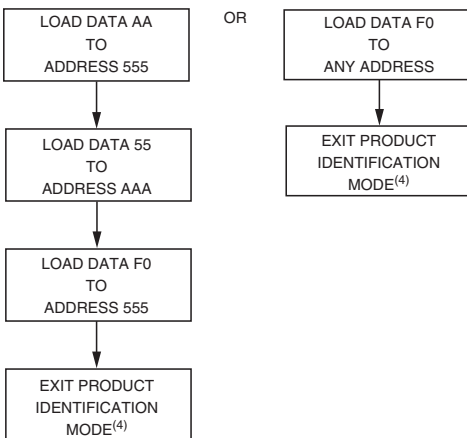 LOAD DATA AA
TO
ADDRESS 555
LOAD DATA 55
TO
ADDRESS AAA
LOAD DATA F0
TO
ADDRESS 555
EXIT PRODUCT
IDENTIFICATION
MODE(4)
OR
LOAD DATA F0
TO
ANY ADDRESS
EXIT PRODUCT
IDENTIFICATION
MODE(4)